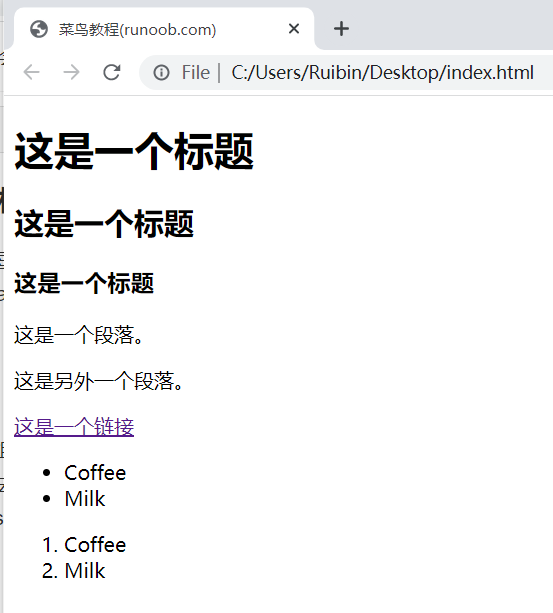 菜鸟教程(runoob.com)
File | C:/Users/Ruibin/Desktop/index.html
这是一个标题
这是一个标题
这是一个标题
这是一个段落。
这是另外一个段落。
这是一个链接
• Coffee
• Milk
1. Coffee
2. Milk